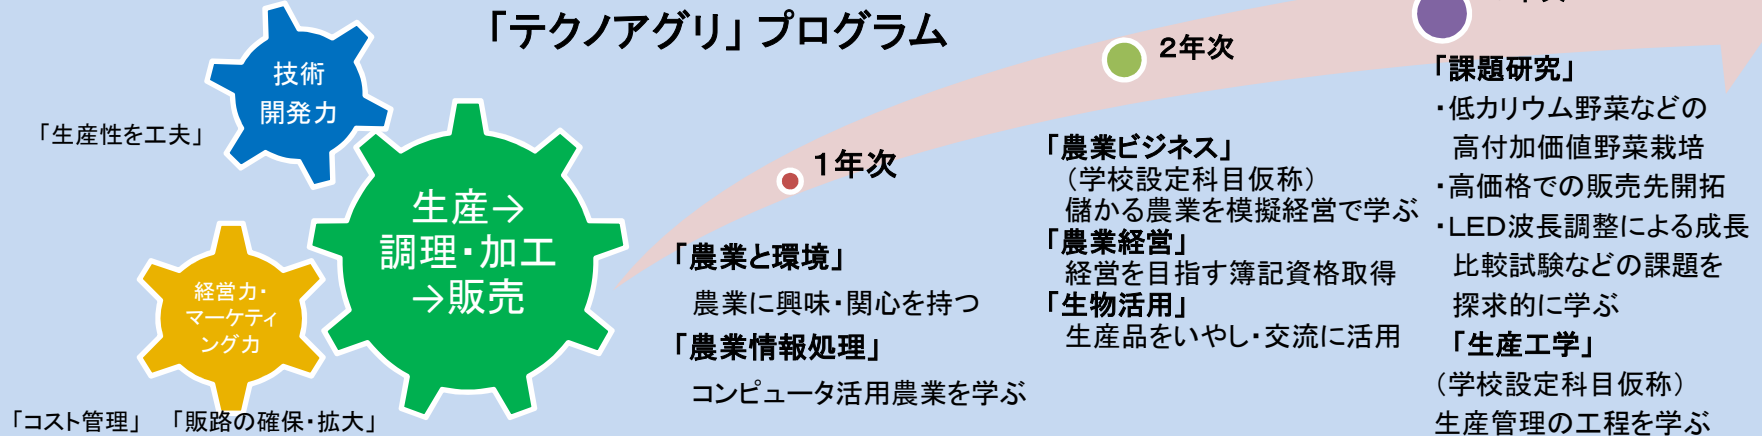 「テクノアグリ」プログラム
技術
開発力
「生産性を工夫」
生産→
調理・加工
→販売
経営力・
マーケティ
ング力
「コスト管理」 「販路の確保・拡大」
1年次
「農業と環境」
農業に興味・関心を持つ
「農業情報処理」
コンピュータ活用農業を学ぶ
2年次
「農業ビジネス」
（学校設定科目仮称）
儲かる農業を模擬経営で学ぶ
「農業経営」
経営を目指す簿記資格取得
「生物活用」
生産品をいやし・交流に活用
「課題研究」
・低カリウム野菜などの
高付加価値野菜栽培
・高価格での販売先開拓
・LED波長調整による成長
比較試験などの課題を
探求的に学ぶ
「生産工学」
（学校設定科目仮称）
生産管理の工程を学ぶ